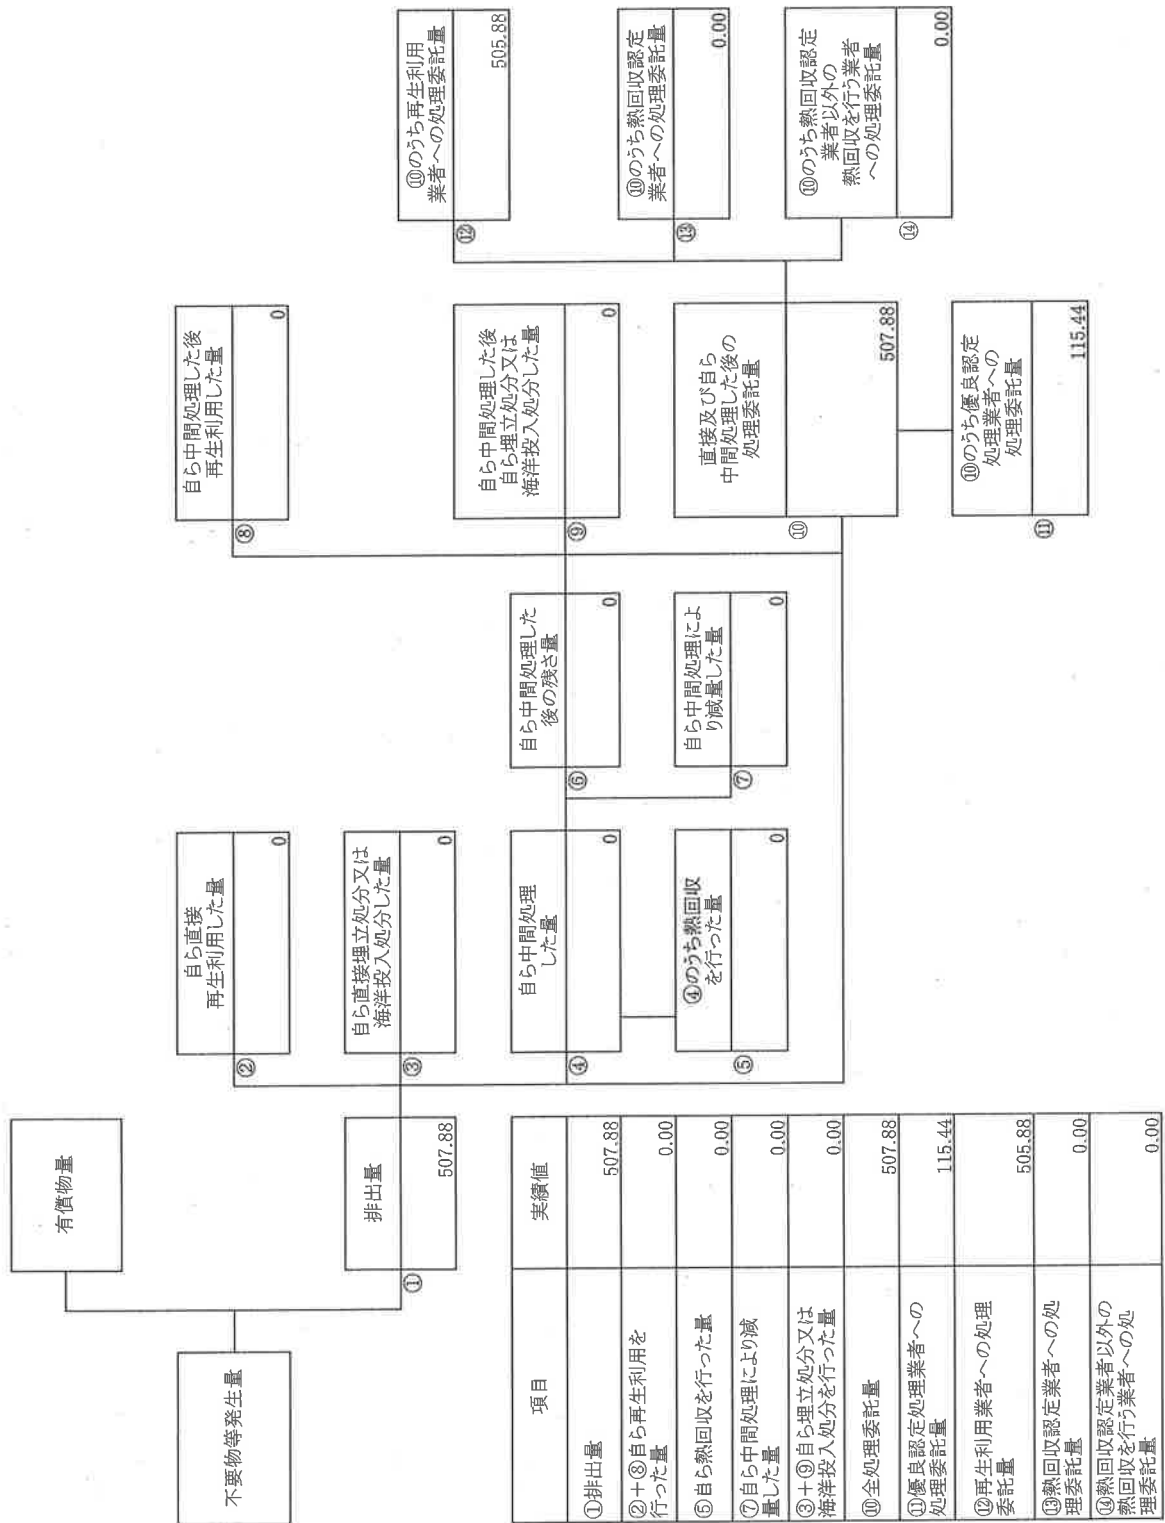 不要物等発生量
有償物量
①
排出量
507.88
②
自ら直接
再生利用した量
0
③
自ら直接埋立処分又は
海洋投入処分した量
0
④
自ら中間処理
した量
0
⑤
④のうち熱回収
を行った量
0
⑥
自ら中間処理した
後の残さ量
0
⑦
自ら中間処理によ
り減量した量
0
⑧
自ら中間処理した後
再生利用した量
0
⑨
自ら中間処理した後
自ら埋立処分又は
海洋投入処分した量
0
⑩
直接及び自ら
中間処理した後の
処理委託量
507.88
⑪
⑩のうち優良認定
処理業者への
処理委託量
115.44
⑫
⑩のうち再生利用
業者への処理委託量
505.88
⑬
⑩のうち熱回収認定
業者への処理委託量
0.00
⑭
⑩のうち熱回収認定
業者以外の
熱回収を行う業者
への処理委託量
0.00
項目
実績値
①排出量
507.88
②+⑧自ら再生利用を
行った量
0.00
⑤自ら熱回収を行った量
0.00
⑦自ら中間処理により減
量した量
0.00
③+⑨自ら埋立処分又は
海洋投入処分を行った量
0.00
⑩全処理委託量
507.88
⑪優良認定処理業者への
処理委託量
115.44
⑫再生利用業者への処理
委託量
505.88
⑬熱回収認定業者への処
理委託量
0.00
⑭熱回収認定業者以外の
熱回収を行う業者への処
理委託量
0.00